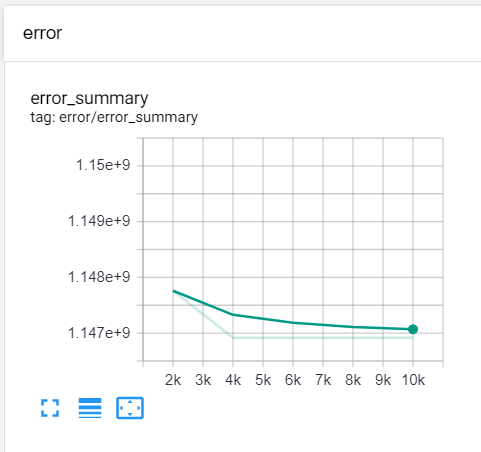 error
error_summary
tag: error/error_summary
1.15e+9
1.149e+9
1.148e+9
1.147e+9
2k 3k 4k 5k 6k 7k 8k 9k 10k